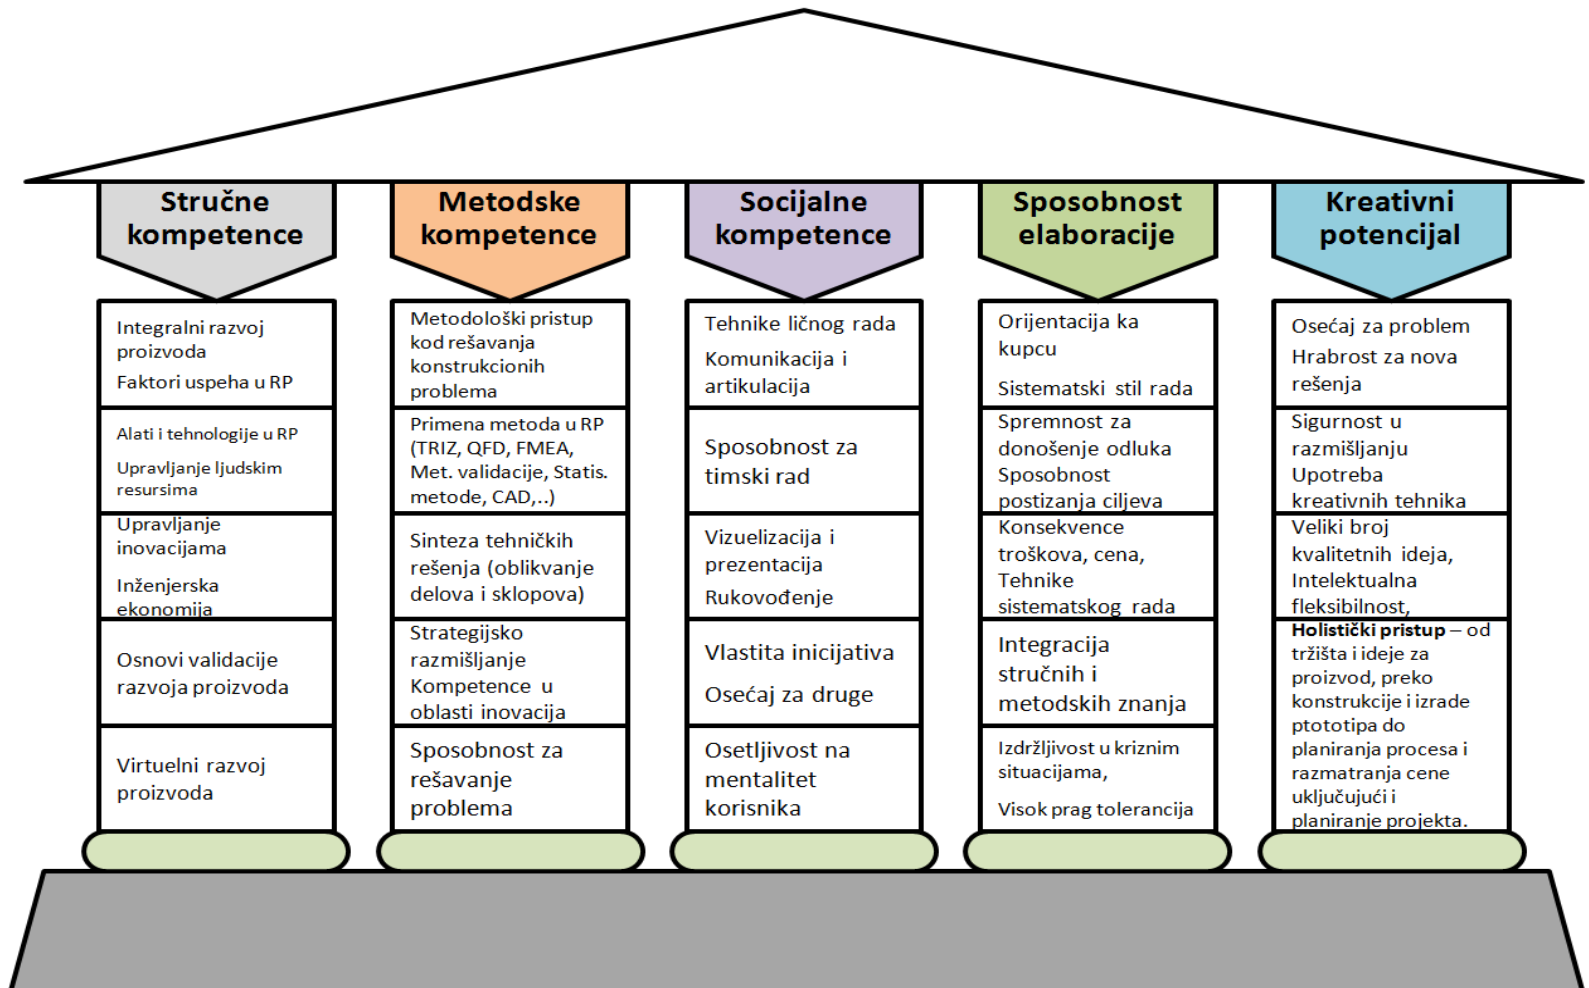 Stručne
kompetence
Integralni razvoj
proizvoda
Faktori uspeha u RP
Alati i tehnologije u RP
Upravljanje ljudskim
resursima
Upravljanje
inovacijama
Inženjerska
ekonomija
Osnovi validacije
razvoja proizvoda
Virtuelni razvoj
proizvoda
Metodske
kompetence
Metodološki pristup
kod rešavanja
konstrukcionih
problema
Primena metoda u RP
(TRIZ, QFD, FMEA,
Met. validacije, Statis.
metode, CAD,..)
Sinteza tehničkih
rešenja (oblikvanje
delova i sklopova)
Strategijsko
razmišljanje
Kompetence u
oblasti inovacija
Sposobnost za
rešavanje
problema
Socijalne
kompetence
Tehnike ličnog rada
Komunikacija i
artikulacija
Sposobnost za
timski rad
Vizuelizacija i
prezentacija
Rukovođenje
Vlastita inicijativa
Osećaj za druge
Osetljivost na
mentalitet
korisnika
Sposobnost
elaboracije
Orijentacija ka
kupcu
Sistematski stil rada
Spremnost za
donošenje odluka
Sposobnost
postizanja ciljeva
Konsekvence
troškova, cena,
Tehnike
sistematskog rada
Integracija
stručnih i
metodskih znanja
Izdržljivost u kriznim
situacijama,
Visok prag tolerancija
Kreativni
potencijal
Osećaj za problem
Hrabrost za nova
rešenja
Sigurnost u
razmišljanju
Upotreba
kreativnih tehnika
Veliki broj
kvalitetnih ideja,
Intelektualna
fleksibilnost,
Holistički pristup – od
tržišta i ideje za
proizvod, preko
konstrukcije i izrade
ptototipa do
planiranja procesa i
razmatranja cene
uključujući i
planiranje projekta.